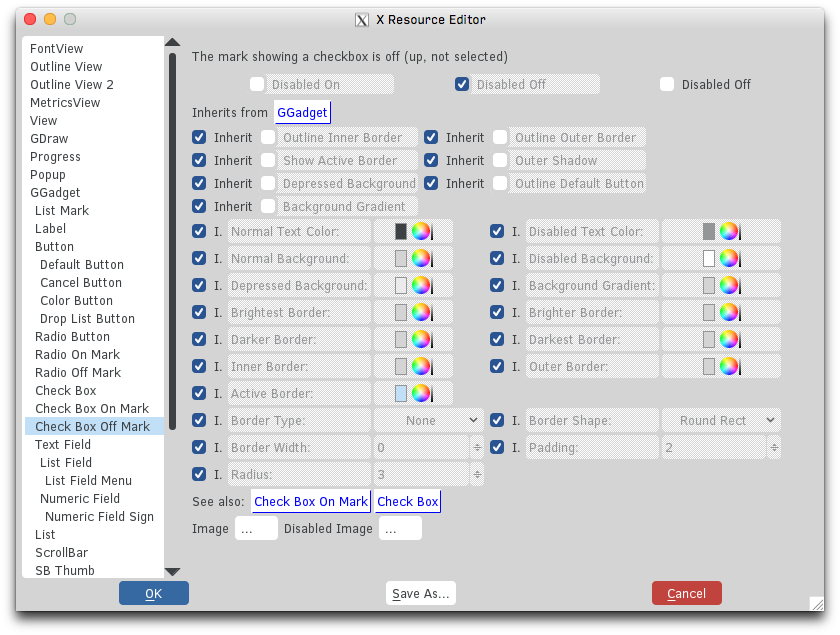 X Resource Editor
FontView
Outline View
Outline View 2
MetricsView
View
GDraw
Progress
Popup
GGadget
List Mark
Label
Button
Default Button
Cancel Button
Color Button
Drop List Button
Radio Button
Radio On Mark
Radio Off Mark
Check Box
Check Box On Mark
Check Box Off Mark
Text Field
List Field
List Field Menu
Numeric Field
Numeric Field Sign
List
ScrollBar
SB Thumb
The mark showing a checkbox is off (up, not selected)
Disabled On Disabled Off Disabled Off
Inherits from GGadget
Inherit Outline Inner Border Inherit Outline Outer Border
Inherit Show Active Border Inherit Outer Shadow
Inherit Depressed Background Inherit Outline Default Button
Inherit Background Gradient
I. Normal Text Color: I. Disabled Text Color:
I. Normal Background: I. Disabled Background:
I. Depressed Background: I. Background Gradient:
I. Brightest Border: I. Brighter Border:
I. Darker Border: I. Darkest Border:
I. Inner Border: I. Outer Border:
I. Active Border:
I. Border Type: None I. Border Shape: Round Rect
I. Border Width: 0 I. Padding: 2
I. Radius: 3
See also: Check Box On Mark Check Box
Image ... Disabled Image ...
OK Save As... Cancel